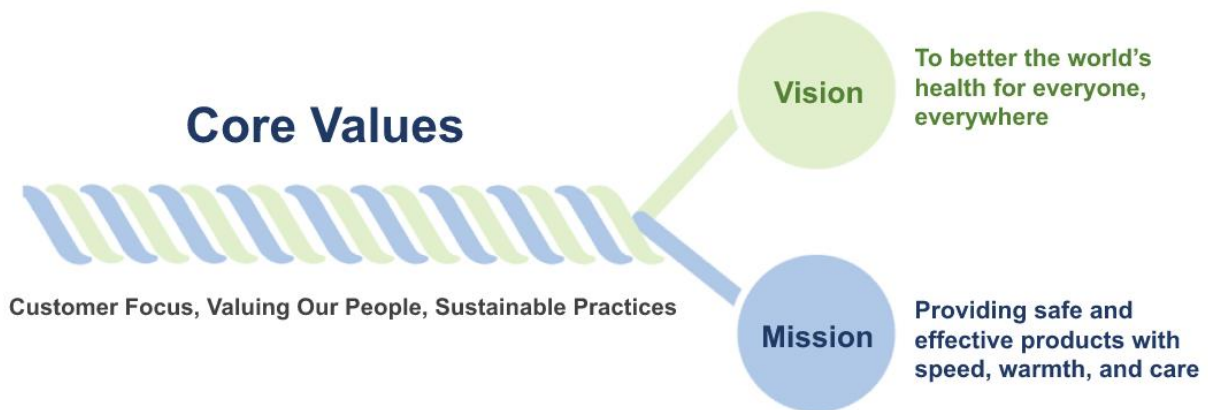 Core Values
Customer Focus, Valuing Our People, Sustainable Practices
Vision
To better the world's
health for everyone,
everywhere
Mission
Providing safe and
effective products with
speed, warmth, and care